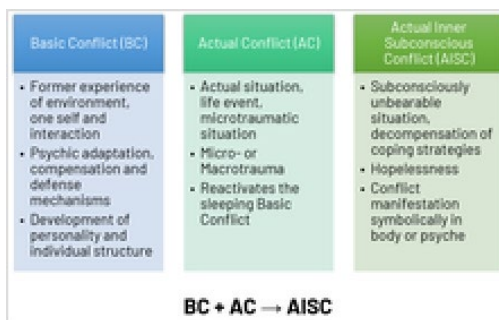 Basic Conflict (BC)
• Former experience
of environment,
one self and
interaction
• Psychic adaptation,
compensation and
defense
mechanisms
• Development of
personality and
individual structure
Actual Conflict (AC)
• Actual situation,
life event,
microtraumatic
situation
• Micro- or
Macrotrauma
• Reactivates the
sleeping Basic
Conflict
Actual Inner
Subconscious
Conflict (AISC)
• Subconsciously
unbearable
situation,
decompensation of
coping strategies
• Hopelessness
• Conflict
manifestation
symbolically in
body or psyche
BC + AC → AISC